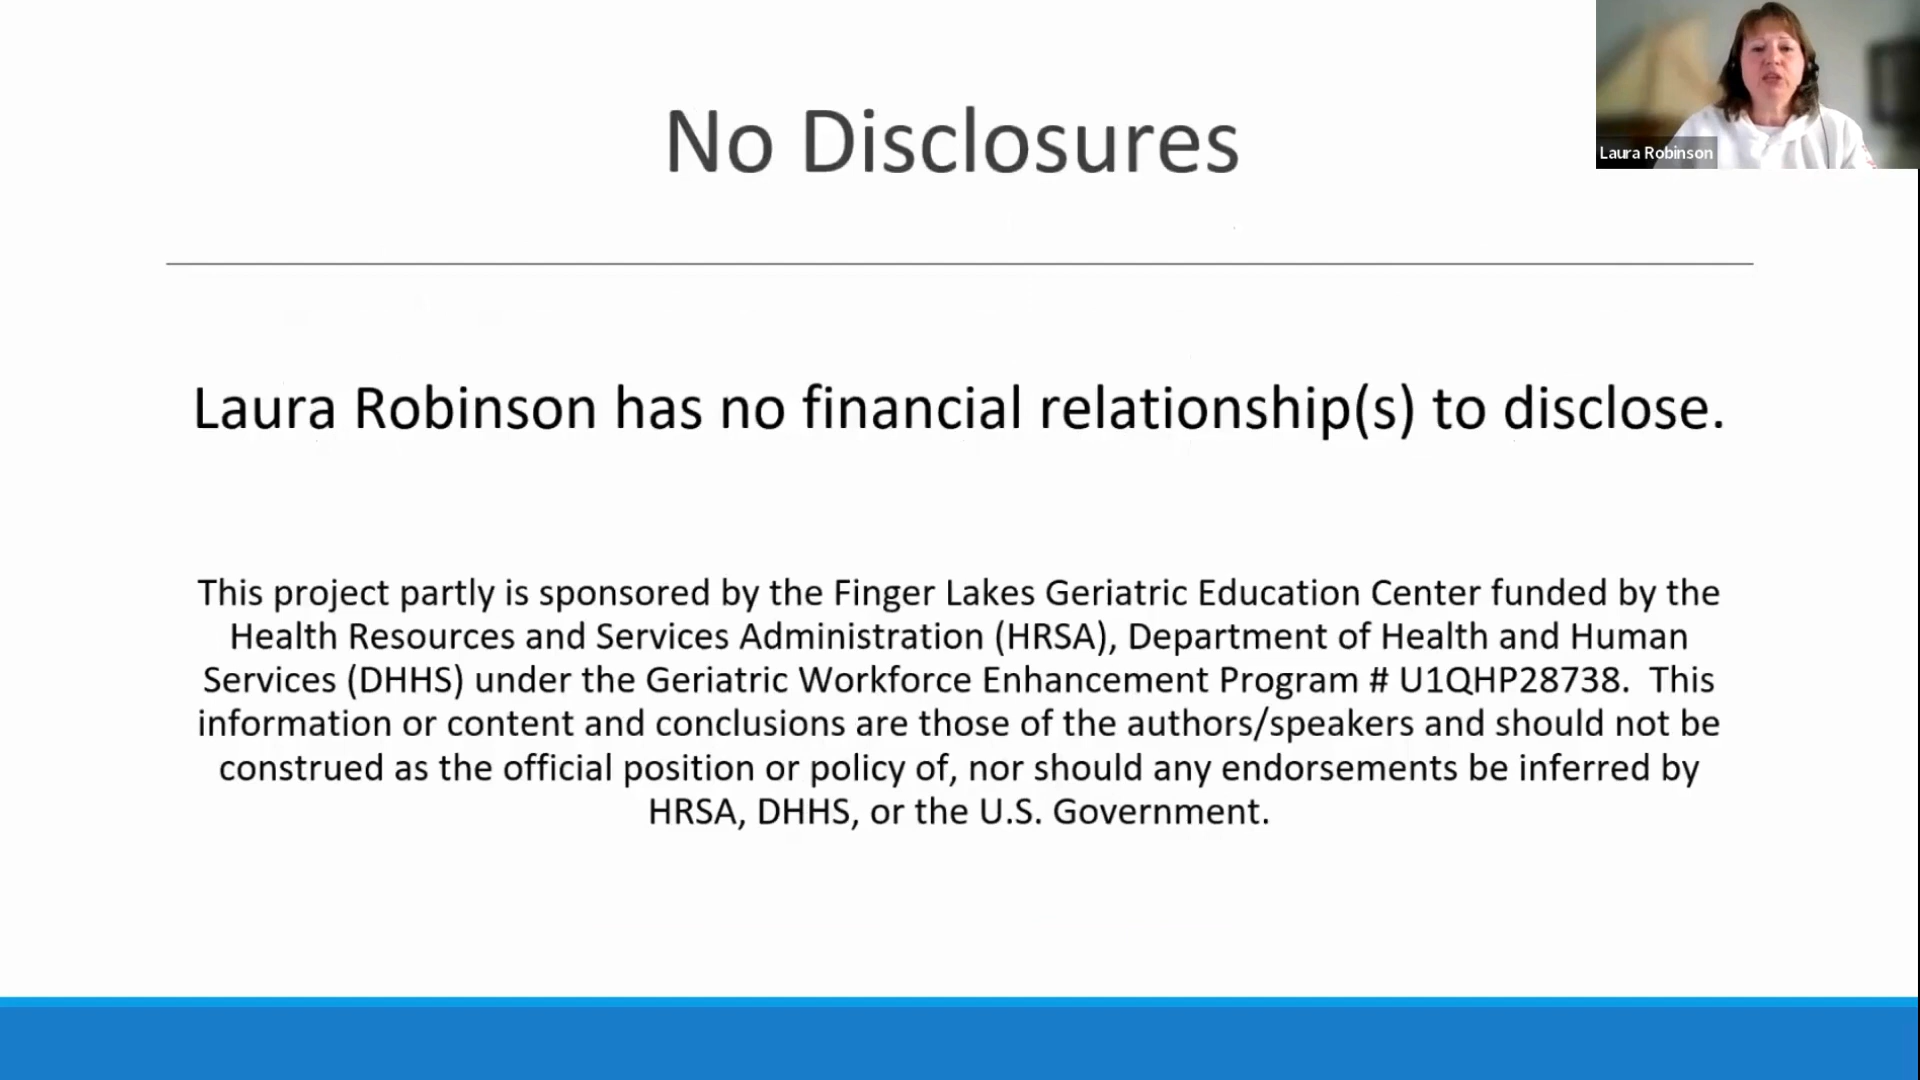 No Disclosures
Laura Robinson
Laura Robinson has no financial relationship(s) to disclose.
This project partly is sponsored by the Finger Lakes Geriatric Education Center funded by the
Health Resources and Services Administration (HRSA), Department of Health and Human
Services (DHHS) under the Geriatric Workforce Enhancement Program # U1QHP28738.  This
information or content and conclusions are those of the authors/speakers and should not be
construed as the official position or policy of, nor should any endorsements be inferred by
HRSA, DHHS, or the U.S. Government.